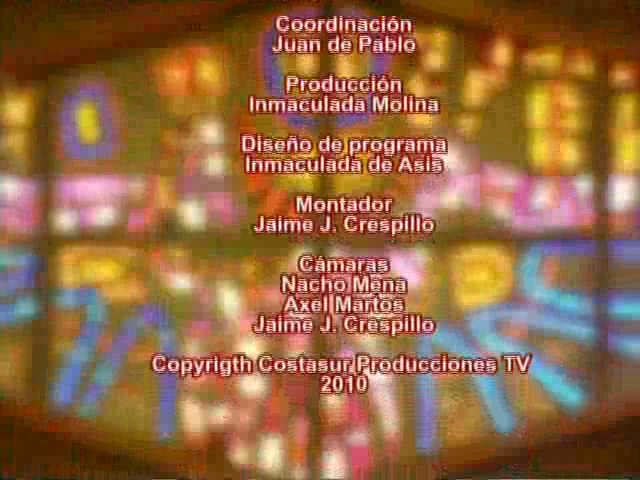 Coordinación
Juan de Pablo
Producción
Inmaculada Molina
Diseño de programa
Inmaculada de Asis
Montador
Jaime J. Crespillo
Cámaras
Nacho Mena
Axel Martos
Jaime J. Crespillo
Copyrigth Costasur Producciones TV
2010